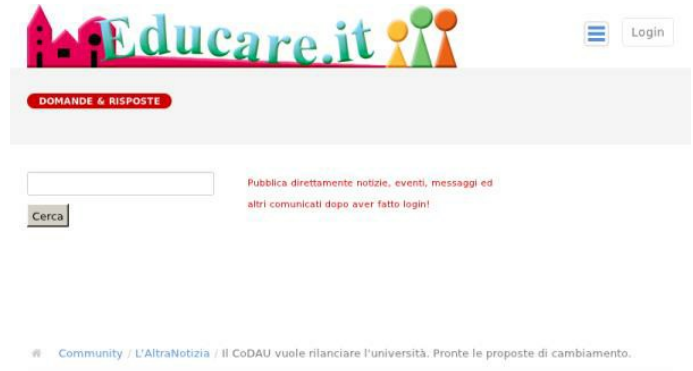 Educare.it
Login
DOMANDE & RISPOSTE
Pubblica direttamente notizie, eventi, messaggi ed
altri comunicati dopo aver fatto login!
Cerca
Community / L'AltraNotizia / Il CoDAU vuole rilanciare l'università. Pronte le proposte di cambiamento.